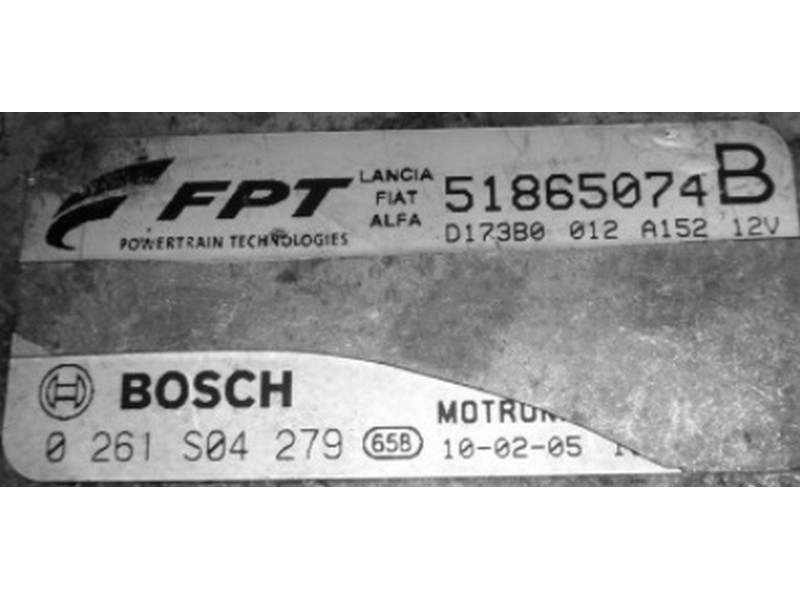 FPT
POWERTRAIN TECHNOLOGIES
LANCIA
FIAT
ALFA
51865074 B
D173B0 012 A152 12V
BOSCH
0 261 S04 279 65B
10-02-05